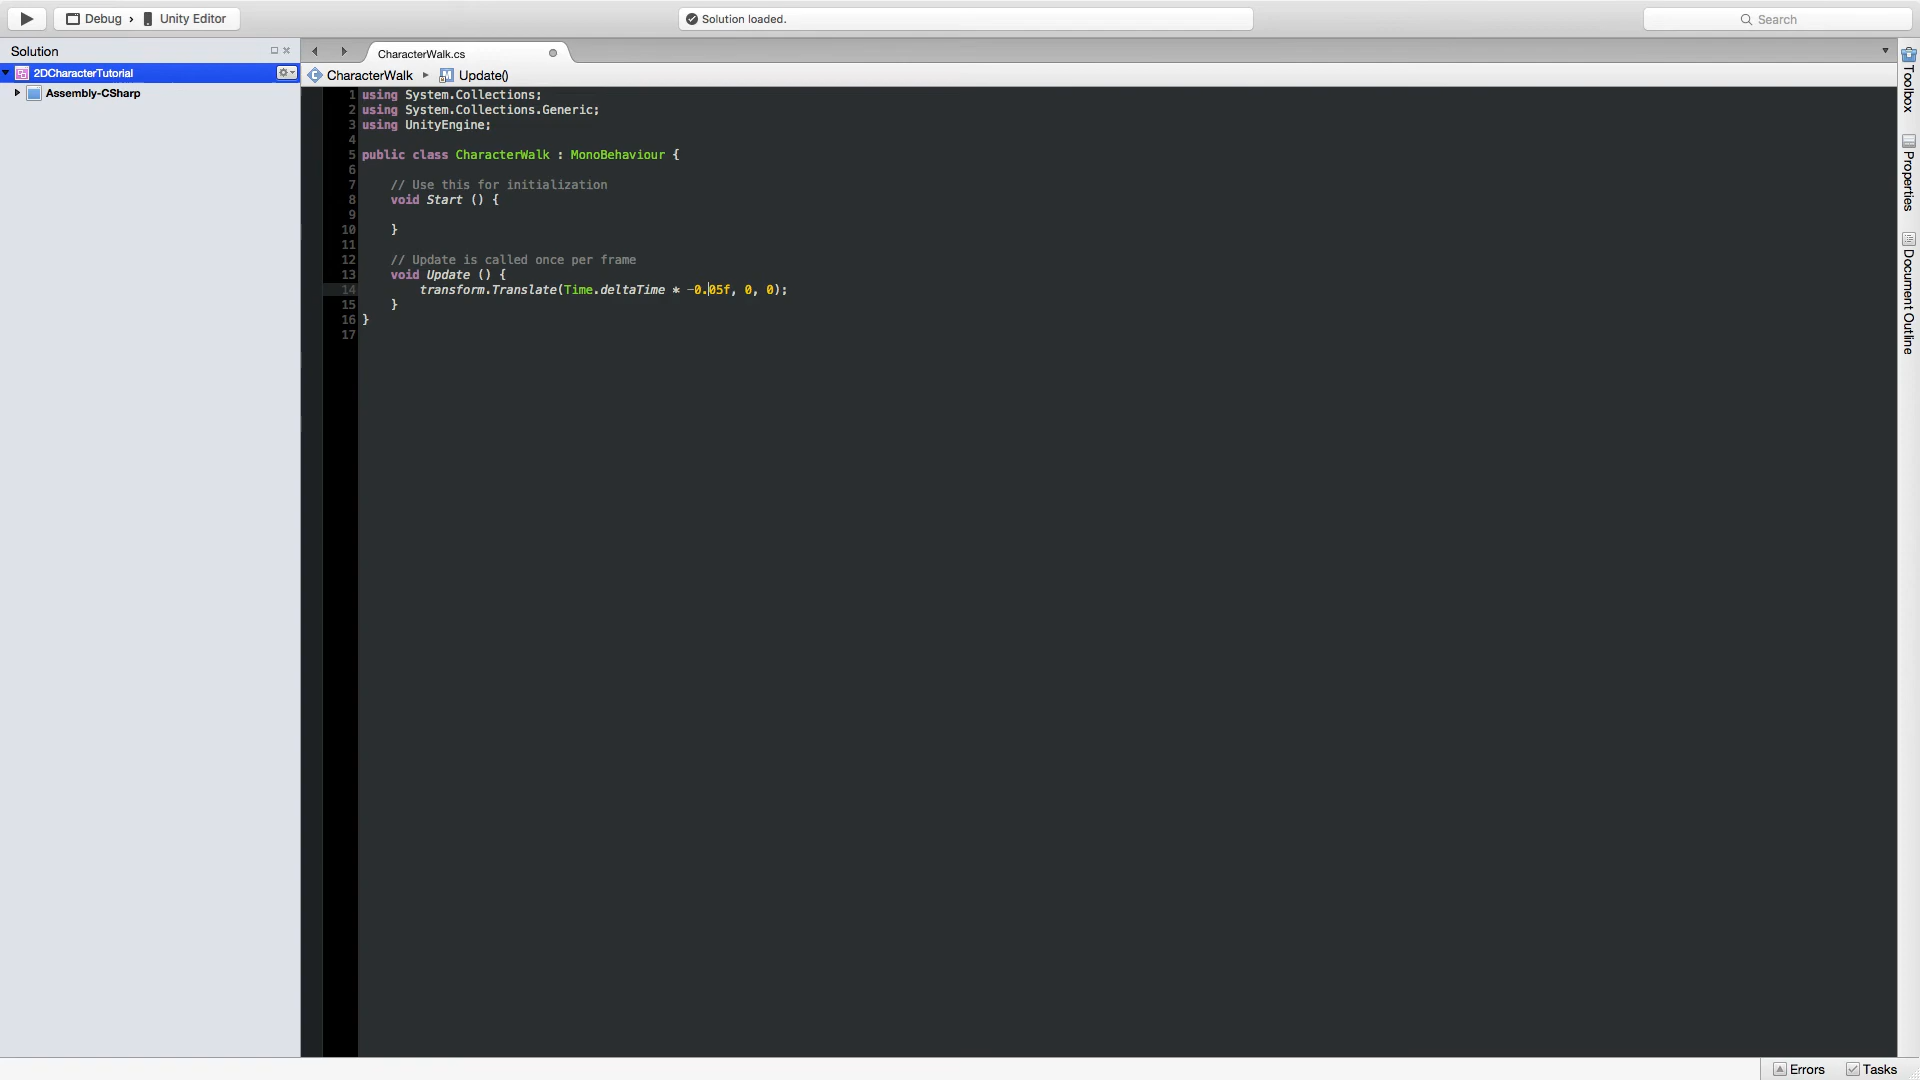 Debug › Unity Editor
Solution loaded.
Search
Solution
CharacterWalk.cs
2DCharacterTutorial
CharacterWalk ▸ Update()
Assembly-CSharp
1 using System.Collections;
2 using System.Collections.Generic;
3 using UnityEngine;
4
5 public class CharacterWalk : MonoBehaviour {
6
7 // Use this for initialization
8 void Start () {
9
10 }
11
12 // Update is called once per frame
13 void Update () {
14 transform.Translate(Time.deltaTime * -0.05f, 0, 0);
15 }
16 }
17
Toolbox
Properties
Document Outline
Errors
Tasks